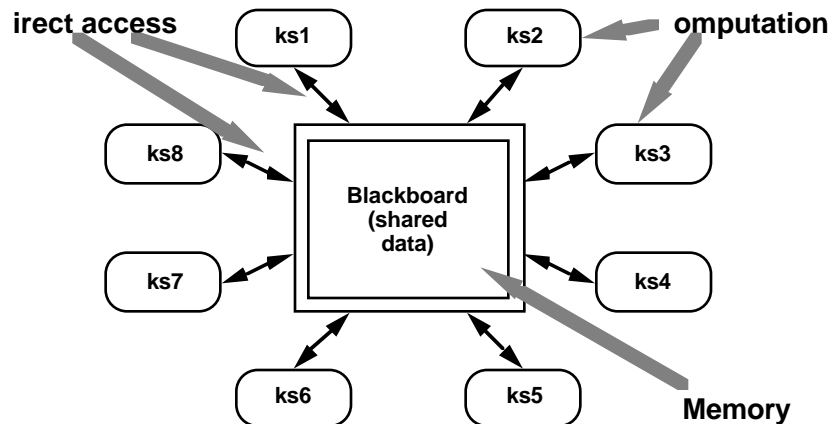 irect access
ks1
ks2
omputation
ks8
ks3
Blackboard
(shared
data)
ks7
ks4
ks6
ks5
Memory